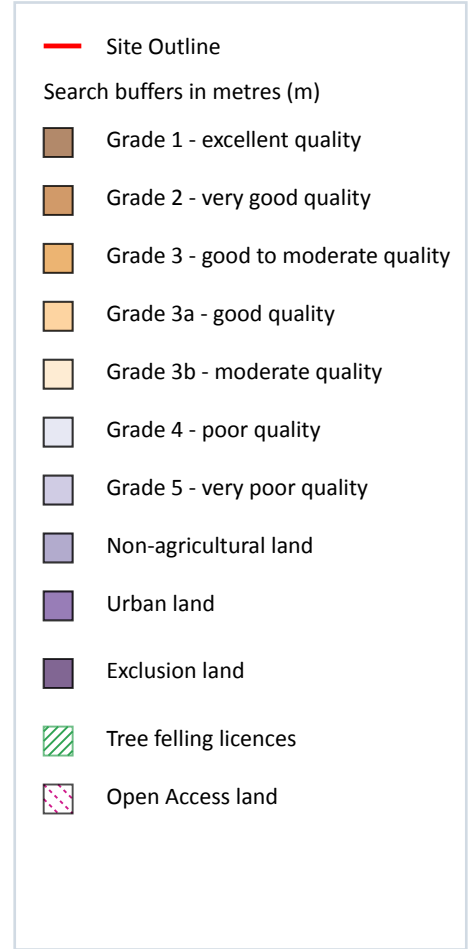 Site Outline
Search buffers in metres (m)
Grade 1 - excellent quality
Grade 2 - very good quality
Grade 3 - good to moderate quality
Grade 3a - good quality
Grade 3b - moderate quality
Grade 4 - poor quality
Grade 5 - very poor quality
Non-agricultural land
Urban land
Exclusion land
Tree felling licences
Open Access land